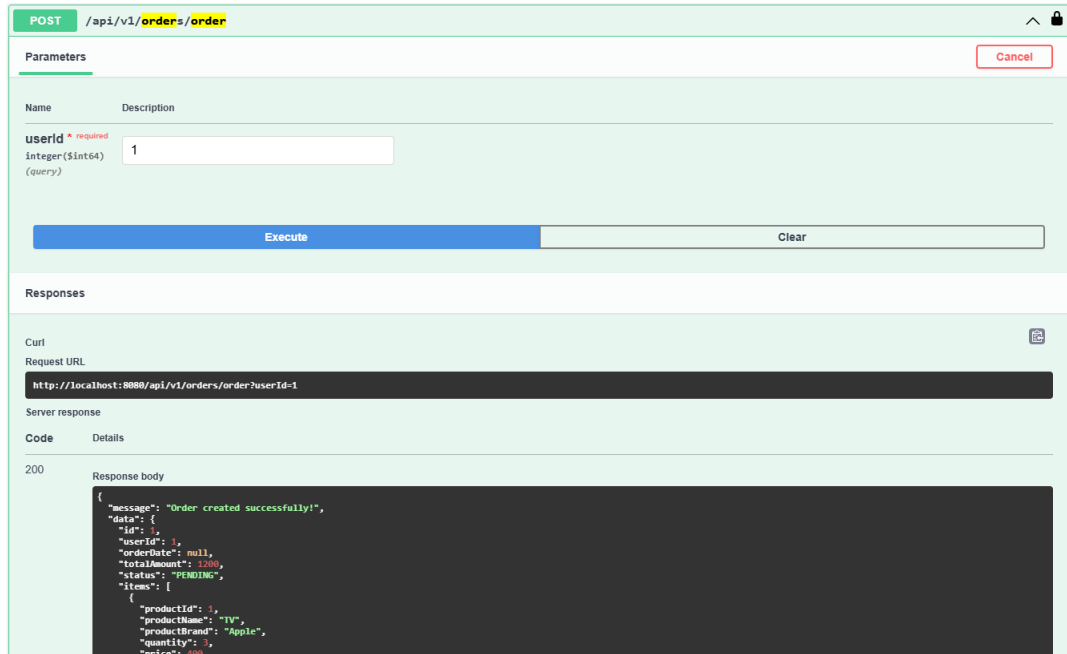 POST /api/v1/orders/order
Parameters
Cancel
Name Description
userId * required
integer($int64)
(query)
1
Execute Clear
Responses
Curl
Request URL
http://localhost:8080/api/v1/orders/order?userId=1
Server response
Code Details
200
Response body
{
"message": "Order created successfully!",
"data": {
"id": 1,
"userId": 1,
"orderDate": null,
"totalAmount": 1200,
"status": "PENDING",
"items": [
{
"productId": 1,
"productName": "TV",
"productBrand": "Apple",
"quantity": 3,
"price": 400